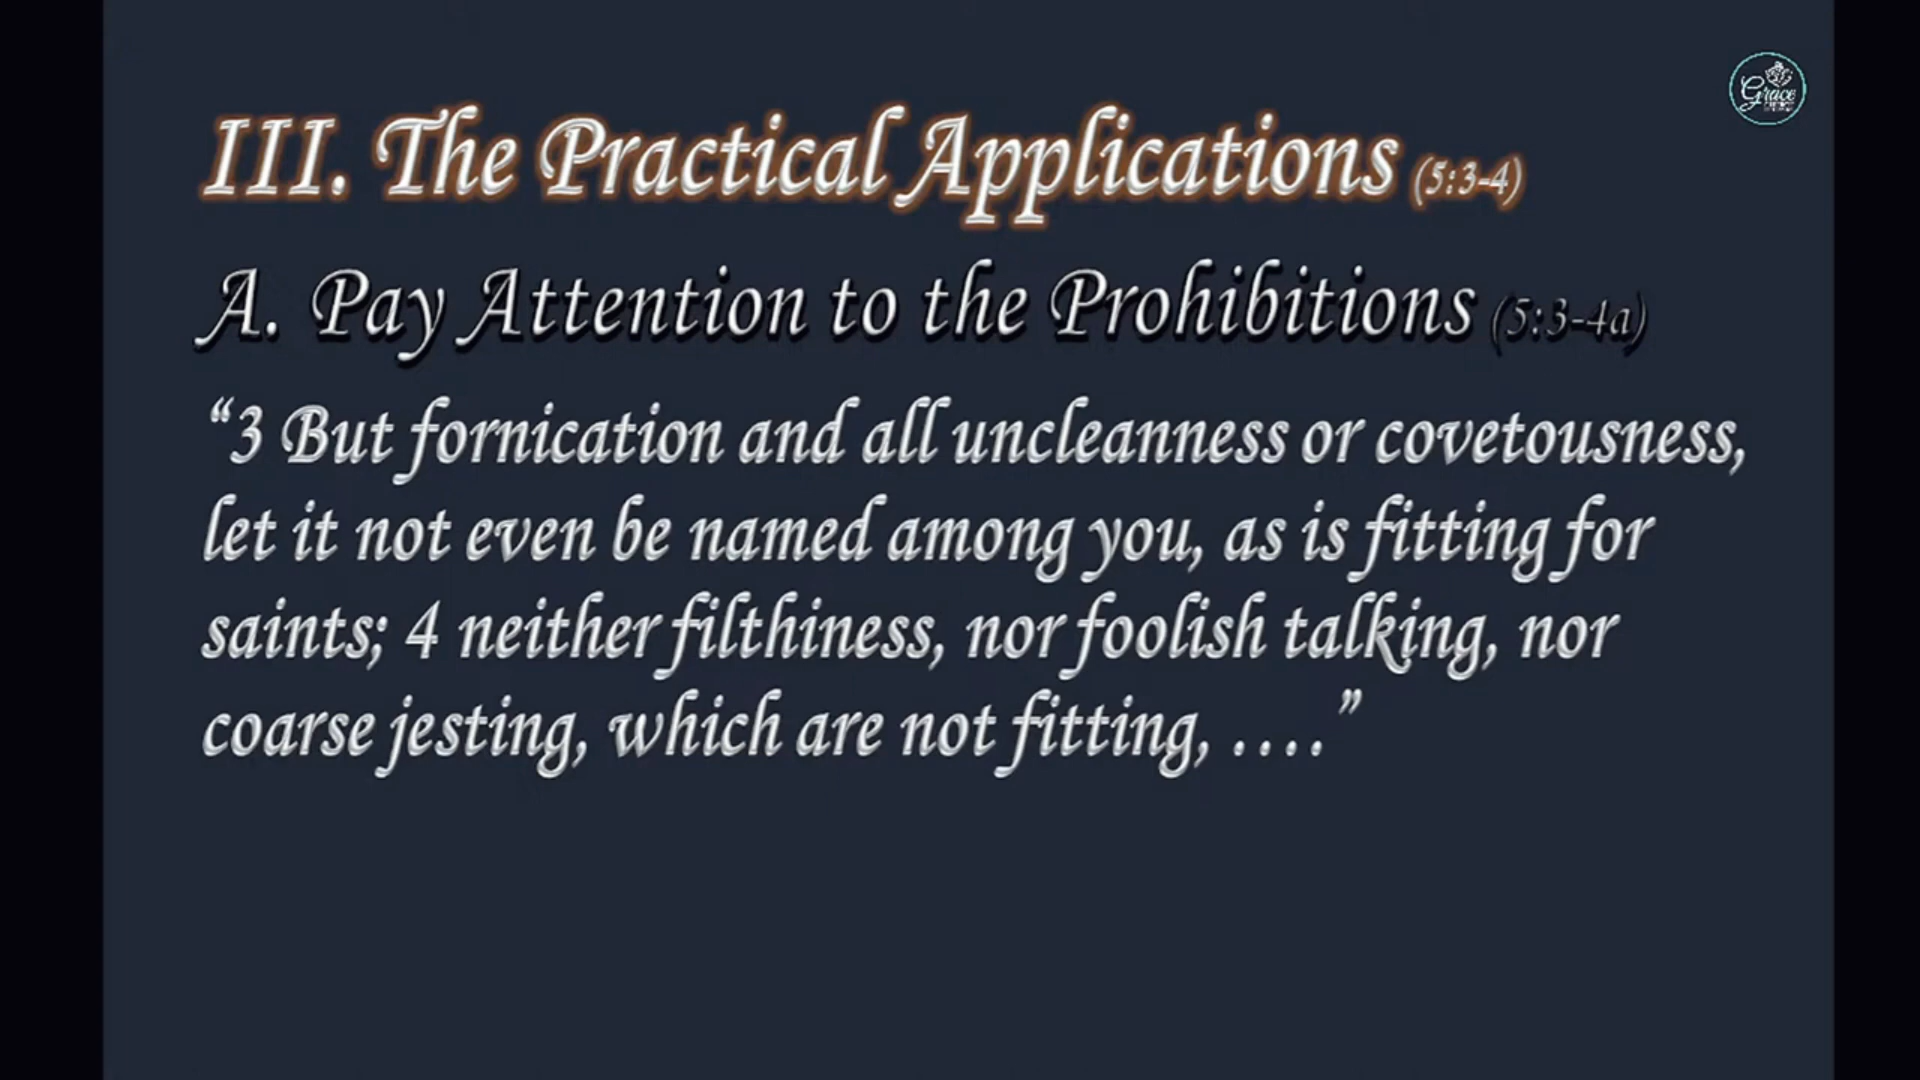 Grace
III. The Practical Applications (5:3-4)
A. Pay Attention to the Prohibitions (5:3-4a)
“3 But fornication and all uncleanness or covetousness,
let it not even be named among you, as is fitting for
saints; 4 neither filthiness, nor foolish talking, nor
coarse jesting, which are not fitting, ....”